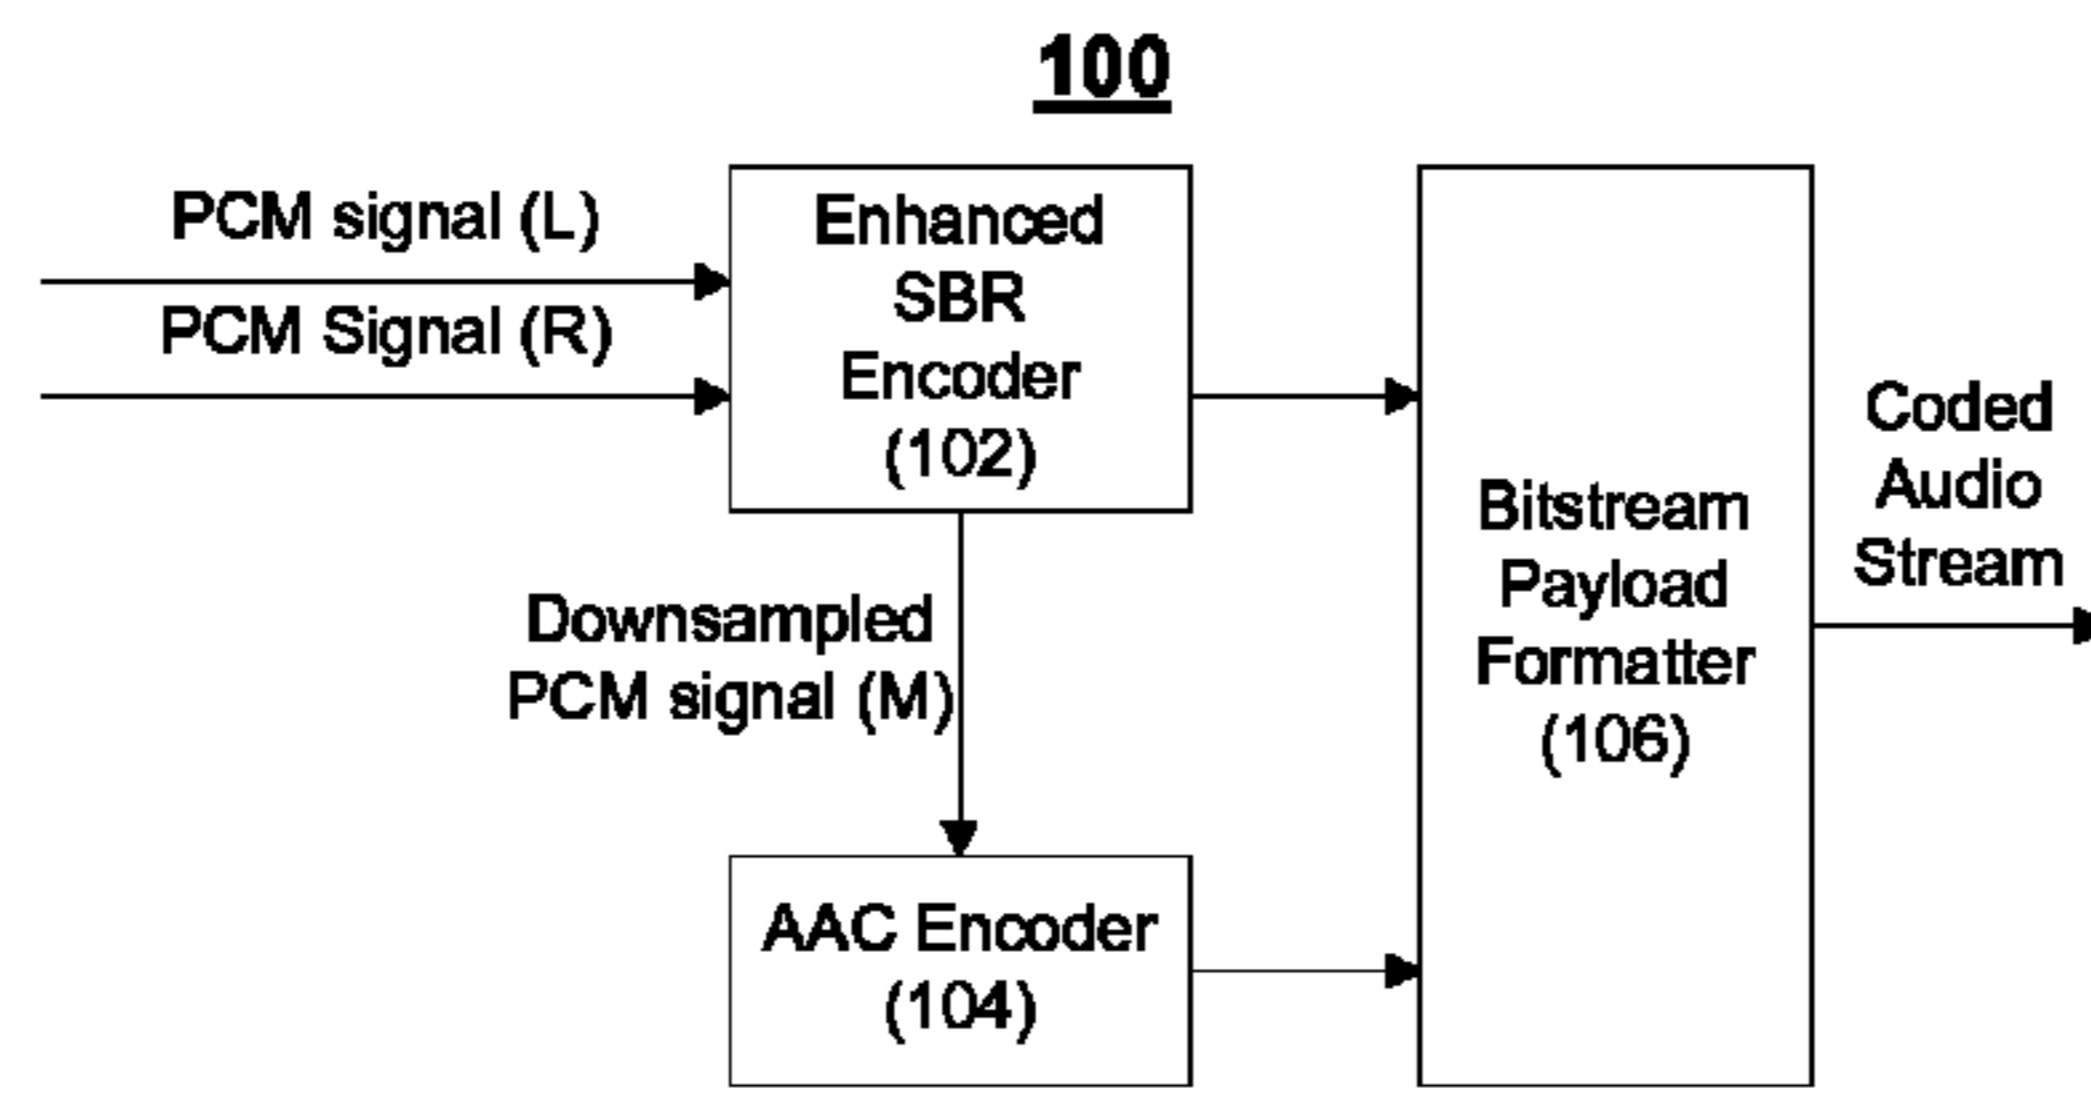 100
PCM signal (L)
PCM Signal (R)
Enhanced
SBR
Encoder
(102)
Downsampled
PCM signal (M)
AAC Encoder
(104)
Bitstream
Payload
Formatter
(106)
Coded
Audio
Stream